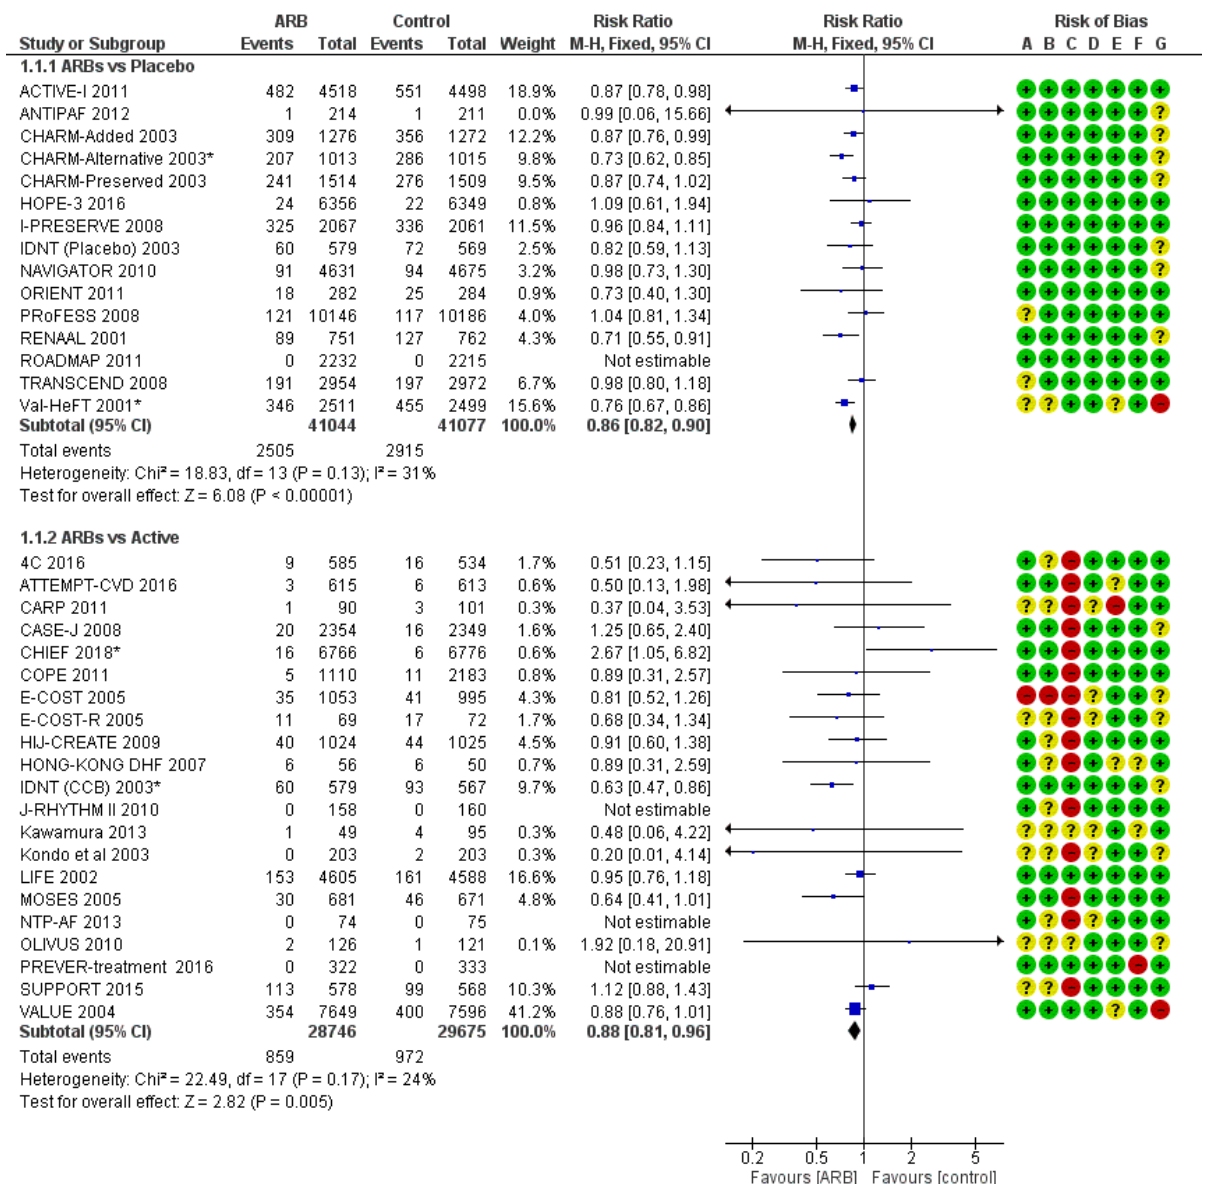 ARB Control Risk Ratio Risk Ratio Risk of Bias
Study or Subgroup Events Total Events Total Weight M-H, Fixed, 95% CI M-H, Fixed, 95% CI A B C D E F G
1.1.1 ARBs vs Placebo
ACTIVE-I 2011 482 4518 551 4498 18.9% 0.87 [0.78, 0.98] + + + + + + +
ANTIPAF 2012 1 214 1 211 0.0% 0.99 [0.06, 15.66] + + + + + + ?
CHARM-Added 2003 309 1276 356 1272 12.2% 0.87 [0.76, 0.99] + + + + + + ?
CHARM-Alternative 2003* 207 1013 286 1015 9.8% 0.73 [0.62, 0.85] + + + + + + ?
CHARM-Preserved 2003 241 1514 276 1509 9.5% 0.87 [0.74, 1.02] + + + + + + ?
HOPE-3 2016 24 6356 22 6349 0.8% 1.09 [0.61, 1.94] + + + + + + +
I-PRESERVE 2008 325 2067 336 2061 11.5% 0.96 [0.84, 1.11] + + + + + + +
IDNT (Placebo) 2003 60 579 72 569 2.5% 0.82 [0.59, 1.13] + + + + + + ?
NAVIGATOR 2010 91 4631 94 4675 3.2% 0.98 [0.73, 1.30] + + + + + + ?
ORIENT 2011 18 282 25 284 0.9% 0.73 [0.40, 1.30] + + + + + + +
PRoFESS 2008 121 10146 117 10186 4.0% 1.04 [0.81, 1.34] ? + + + + + +
RENAAL 2001 89 751 127 762 4.3% 0.71 [0.55, 0.91] + + + + + + ?
ROADMAP 2011 0 2232 0 2215 Not estimable + + + + + + +
TRANSCEND 2008 191 2954 197 2972 6.7% 0.98 [0.80, 1.18] ? + + + + + +
Val-HeFT 2001* 346 2511 455 2499 15.6% 0.76 [0.67, 0.86] ? ? + + ? + -
Subtotal (95% CI) 41044 41077 100.0% 0.86 [0.82, 0.90]
Total events 2505 2915
Heterogeneity: Chi² = 18.83, df = 13 (P = 0.13); I² = 31%
Test for overall effect: Z = 6.08 (P < 0.00001)
1.1.2 ARBs vs Active
4C 2016 9 585 16 534 1.7% 0.51 [0.23, 1.15] + ? - + + + +
ATTEMPT-CVD 2016 3 615 6 613 0.6% 0.50 [0.13, 1.98] + + - + ? + +
CARP 2011 1 90 3 101 0.3% 0.37 [0.04, 3.53] ? ? - ? - + +
CASE-J 2008 20 2354 16 2349 1.6% 1.25 [0.65, 2.40] + + - + + + ?
CHIEF 2018* 16 6766 6 6776 0.6% 2.67 [1.05, 6.82] + + - + + + +
COPE 2011 5 1110 11 2183 0.8% 0.89 [0.31, 2.57] + + - + + + +
E-COST 2005 35 1053 41 995 4.3% 0.81 [0.52, 1.26] - - - ? + + ?
E-COST-R 2005 11 69 17 72 1.7% 0.68 [0.34, 1.34] ? ? - ? + + ?
HIJ-CREATE 2009 40 1024 44 1025 4.5% 0.91 [0.60, 1.38] + ? - + + + +
HONG-KONG DHF 2007 6 56 6 50 0.7% 0.89 [0.31, 2.59] + ? - + ? ? +
IDNT (CCB) 2003* 60 579 93 567 9.7% 0.63 [0.47, 0.86] + + + + + + ?
J-RHYTHM II 2010 0 158 0 160 Not estimable + ? - + + + +
Kawamura 2013 1 49 4 95 0.3% 0.48 [0.06, 4.22] ? ? ? ? + ? +
Kondo et al 2003 0 203 2 203 0.3% 0.20 [0.01, 4.14] ? ? - ? + + ?
LIFE 2002 153 4605 161 4588 16.6% 0.95 [0.76, 1.18] + + + + + + +
MOSES 2005 30 681 46 671 4.8% 0.64 [0.41, 1.01] + + - + + + +
NTP-AF 2013 0 74 0 75 Not estimable + ? - ? + + +
OLIVUS 2010 2 126 1 121 0.1% 1.92 [0.18, 20.91] ? ? ? + + + ?
PREVER-treatment 2016 0 322 0 333 Not estimable + + + + + - +
SUPPORT 2015 113 578 99 568 10.3% 1.12 [0.88, 1.43] ? ? - + + + +
VALUE 2004 354 7649 400 7596 41.2% 0.88 [0.76, 1.01] + + + + ? + -
Subtotal (95% CI) 28746 29675 100.0% 0.88 [0.81, 0.96]
Total events 859 972
Heterogeneity: Chi² = 22.49, df = 17 (P = 0.17); I² = 24%
Test for overall effect: Z = 2.82 (P = 0.005)
0.2 0.5 1 2 5
Favours [ARB] Favours [control]